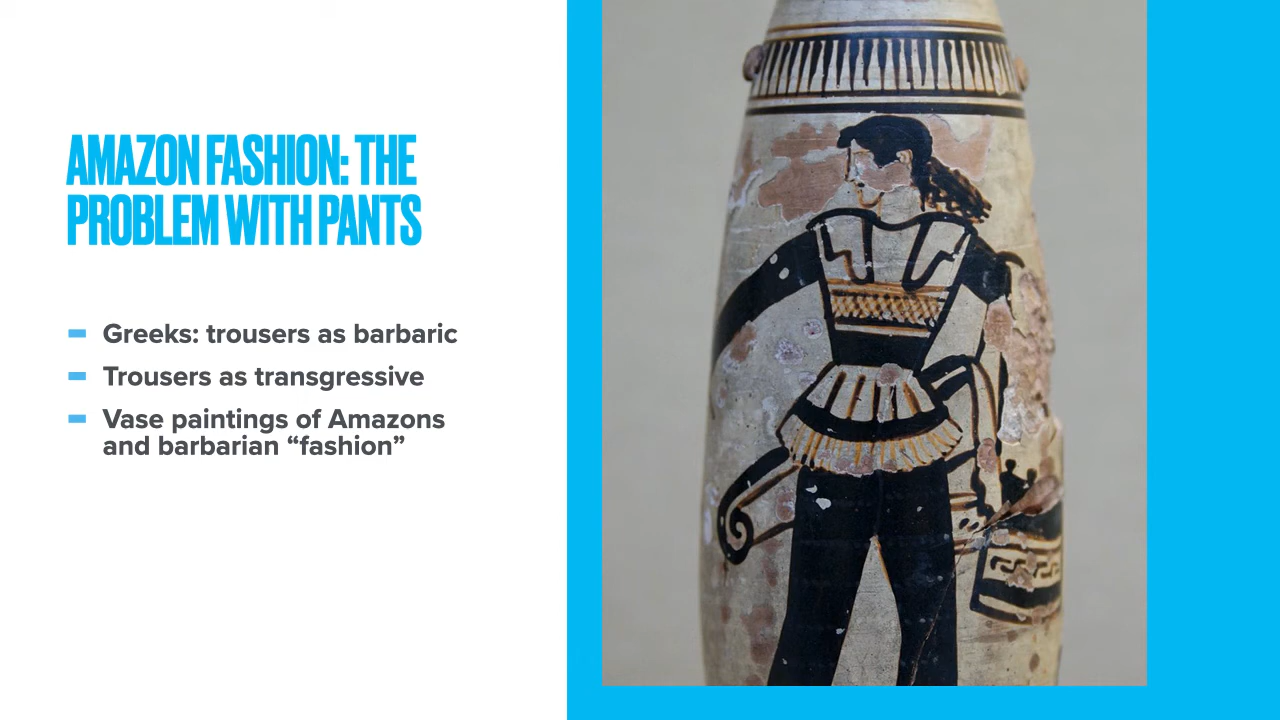 AMAZON FASHION: THE
PROBLEM WITH PANTS
Greeks: trousers as barbaric
Trousers as transgressive
Vase paintings of Amazons
and barbarian “fashion”